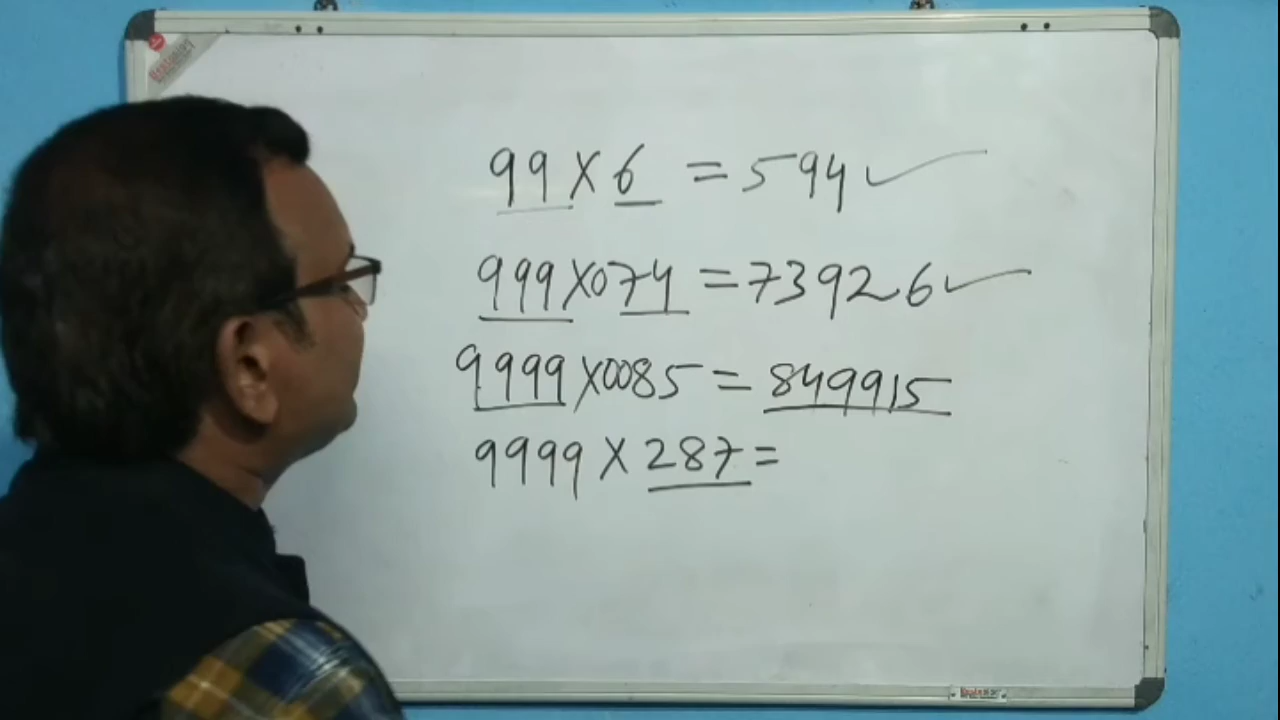 99 X 6 = 594 ✓
999 X 074 = 73926 ✓
9999 X 0085 = 849915
9999 X 287 =